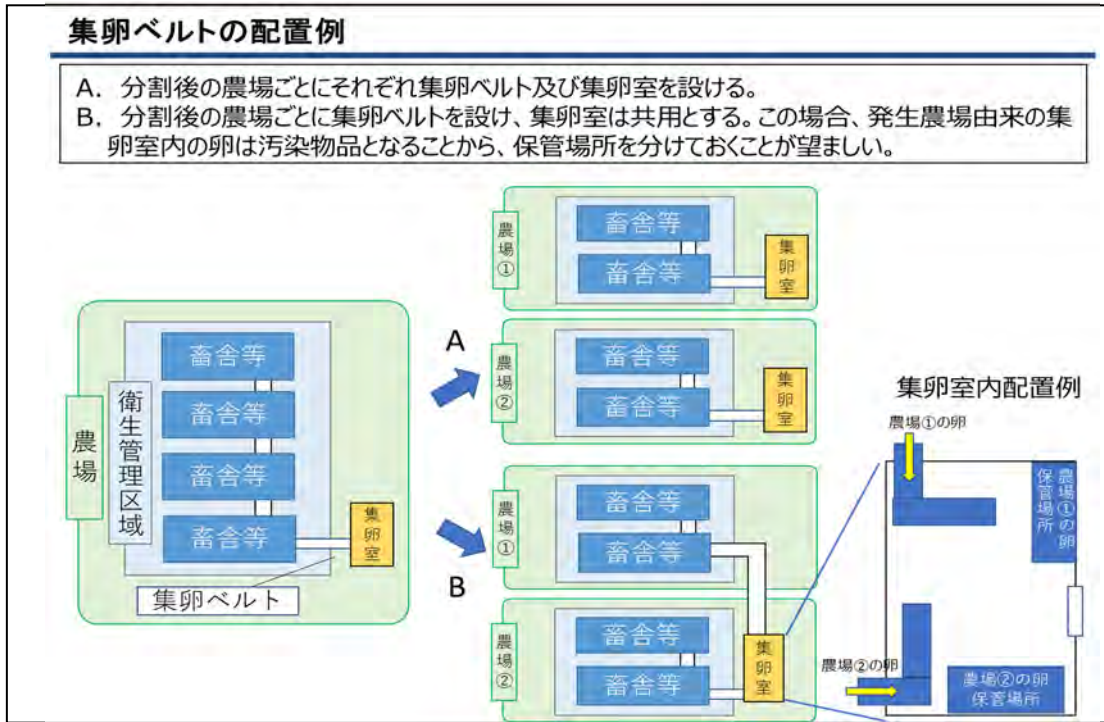 集卵ベルトの配置例
A. 分割後の農場ごとにそれぞれ集卵ベルト及び集卵室を設ける。
B. 分割後の農場ごとに集卵ベルトを設け、集卵室は共用とする。この場合、発生農場由来の集
卵室内の卵は汚染物品となることから、保管場所を分けておくことが望ましい。
農場
衛生管理区域
畜舎等
畜舎等
畜舎等
畜舎等
集卵室
集卵ベルト
A
農場①
畜舎等
畜舎等
集卵室
農場②
畜舎等
畜舎等
集卵室
B
農場①
畜舎等
畜舎等
農場②
畜舎等
畜舎等
集卵室
集卵室内配置例
農場①の卵
農場①の卵
保管場所
農場②の卵
農場②の卵
保管場所